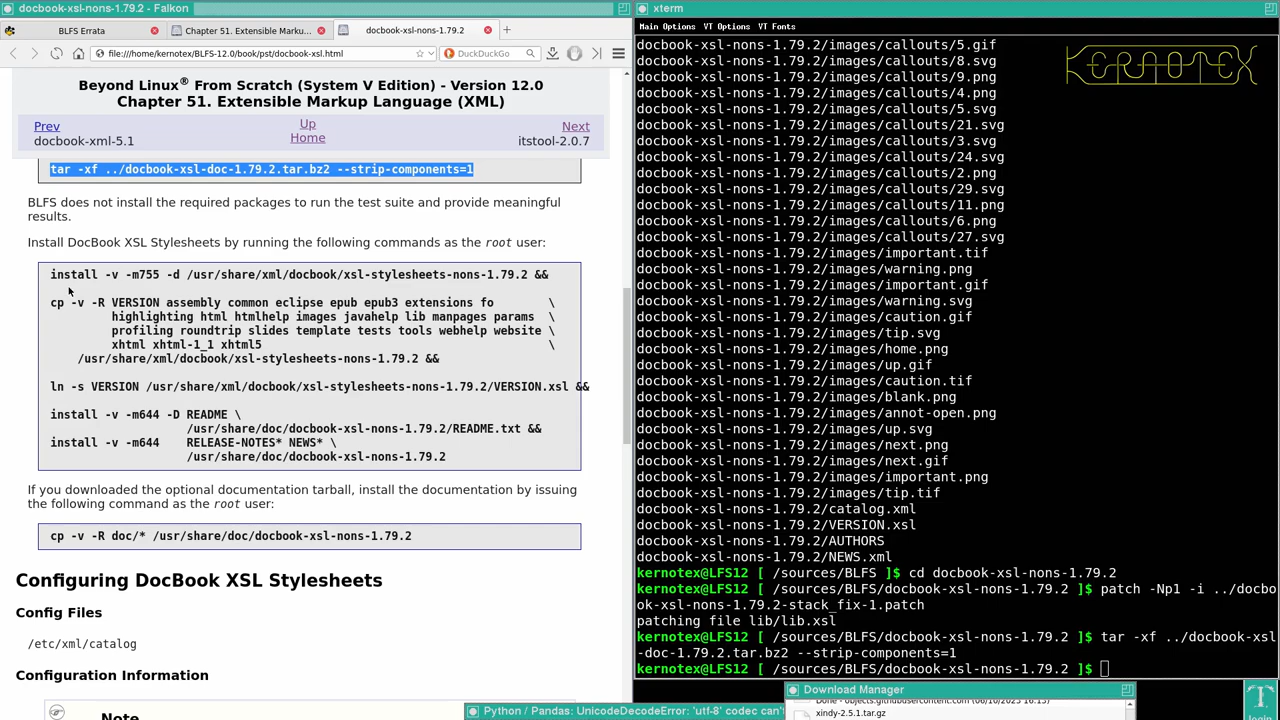 docbook-xsl-nons-1.79.2 - Falkon
BLFS Errata
Chapter 51. Extensible Marku...
docbook-xsl-nons-1.79.2
file:///home/kernotex/BLFS-12.0/book/pst/docbook-xsl.html
DuckDuckGo
Beyond Linux® From Scratch (System V Edition) - Version 12.0
Chapter 51. Extensible Markup Language (XML)
Prev
Up
Next
docbook-xml-5.1
Home
itstool-2.0.7
tar -xf ../docbook-xsl-doc-1.79.2.tar.bz2 --strip-components=1
BLFS does not install the required packages to run the test suite and provide meaningful
results.
Install DocBook XSL Stylesheets by running the following commands as the root user:
install -v -m755 -d /usr/share/xml/docbook/xsl-stylesheets-nons-1.79.2 &&
cp -v -R VERSION assembly common eclipse epub epub3 extensions fo \
highlighting html htmlhelp images javahelp lib manpages params \
profiling roundtrip slides template tests tools webhelp website \
xhtml xhtml-1_1 xhtml5 \
/usr/share/xml/docbook/xsl-stylesheets-nons-1.79.2 &&
ln -s VERSION /usr/share/xml/docbook/xsl-stylesheets-nons-1.79.2/VERSION.xsl &&
install -v -m644 -D README \
/usr/share/doc/docbook-xsl-nons-1.79.2/README.txt &&
install -v -m644 RELEASE-NOTES* NEWS* \
/usr/share/doc/docbook-xsl-nons-1.79.2
If you downloaded the optional documentation tarball, install the documentation by issuing
the following command as the root user:
cp -v -R doc/* /usr/share/doc/docbook-xsl-nons-1.79.2
Configuring DocBook XSL Stylesheets
Config Files
/etc/xml/catalog
Configuration Information
Note
xterm
Main Options VT Options VT Fonts
KERNOTEX
docbook-xsl-nons-1.79.2/images/callouts/5.gif
docbook-xsl-nons-1.79.2/images/callouts/8.svg
docbook-xsl-nons-1.79.2/images/callouts/9.png
docbook-xsl-nons-1.79.2/images/callouts/4.png
docbook-xsl-nons-1.79.2/images/callouts/5.svg
docbook-xsl-nons-1.79.2/images/callouts/21.svg
docbook-xsl-nons-1.79.2/images/callouts/3.svg
docbook-xsl-nons-1.79.2/images/callouts/24.svg
docbook-xsl-nons-1.79.2/images/callouts/2.png
docbook-xsl-nons-1.79.2/images/callouts/29.svg
docbook-xsl-nons-1.79.2/images/callouts/11.png
docbook-xsl-nons-1.79.2/images/callouts/6.png
docbook-xsl-nons-1.79.2/images/callouts/27.svg
docbook-xsl-nons-1.79.2/images/important.tif
docbook-xsl-nons-1.79.2/images/warning.png
docbook-xsl-nons-1.79.2/images/important.gif
docbook-xsl-nons-1.79.2/images/warning.svg
docbook-xsl-nons-1.79.2/images/caution.gif
docbook-xsl-nons-1.79.2/images/tip.svg
docbook-xsl-nons-1.79.2/images/home.png
docbook-xsl-nons-1.79.2/images/up.gif
docbook-xsl-nons-1.79.2/images/caution.tif
docbook-xsl-nons-1.79.2/images/blank.png
docbook-xsl-nons-1.79.2/images/annot-open.png
docbook-xsl-nons-1.79.2/images/up.svg
docbook-xsl-nons-1.79.2/images/next.png
docbook-xsl-nons-1.79.2/images/next.gif
docbook-xsl-nons-1.79.2/images/important.png
docbook-xsl-nons-1.79.2/images/tip.tif
docbook-xsl-nons-1.79.2/catalog.xml
docbook-xsl-nons-1.79.2/VERSION.xsl
docbook-xsl-nons-1.79.2/AUTHORS
docbook-xsl-nons-1.79.2/NEWS.xml
kernotex@LFS12 [ /sources/BLFS ]$ cd docbook-xsl-nons-1.79.2
kernotex@LFS12 [ /sources/BLFS/docbook-xsl-nons-1.79.2 ]$ patch -Np1 -i ../docbo
ok-xsl-nons-1.79.2-stack_fix-1.patch
patching file lib/lib.xsl
kernotex@LFS12 [ /sources/BLFS/docbook-xsl-nons-1.79.2 ]$ tar -xf ../docbook-xsl
-doc-1.79.2.tar.bz2 --strip-components=1
kernotex@LFS12 [ /sources/BLFS/docbook-xsl-nons-1.79.2 ]$
Download Manager
Done - objects.githubusercontent.com (06/10/2023 16:13)
xindy-2.5.1.tar.gz
Python / Pandas: UnicodeDecodeError: 'utf-8' codec can't
login